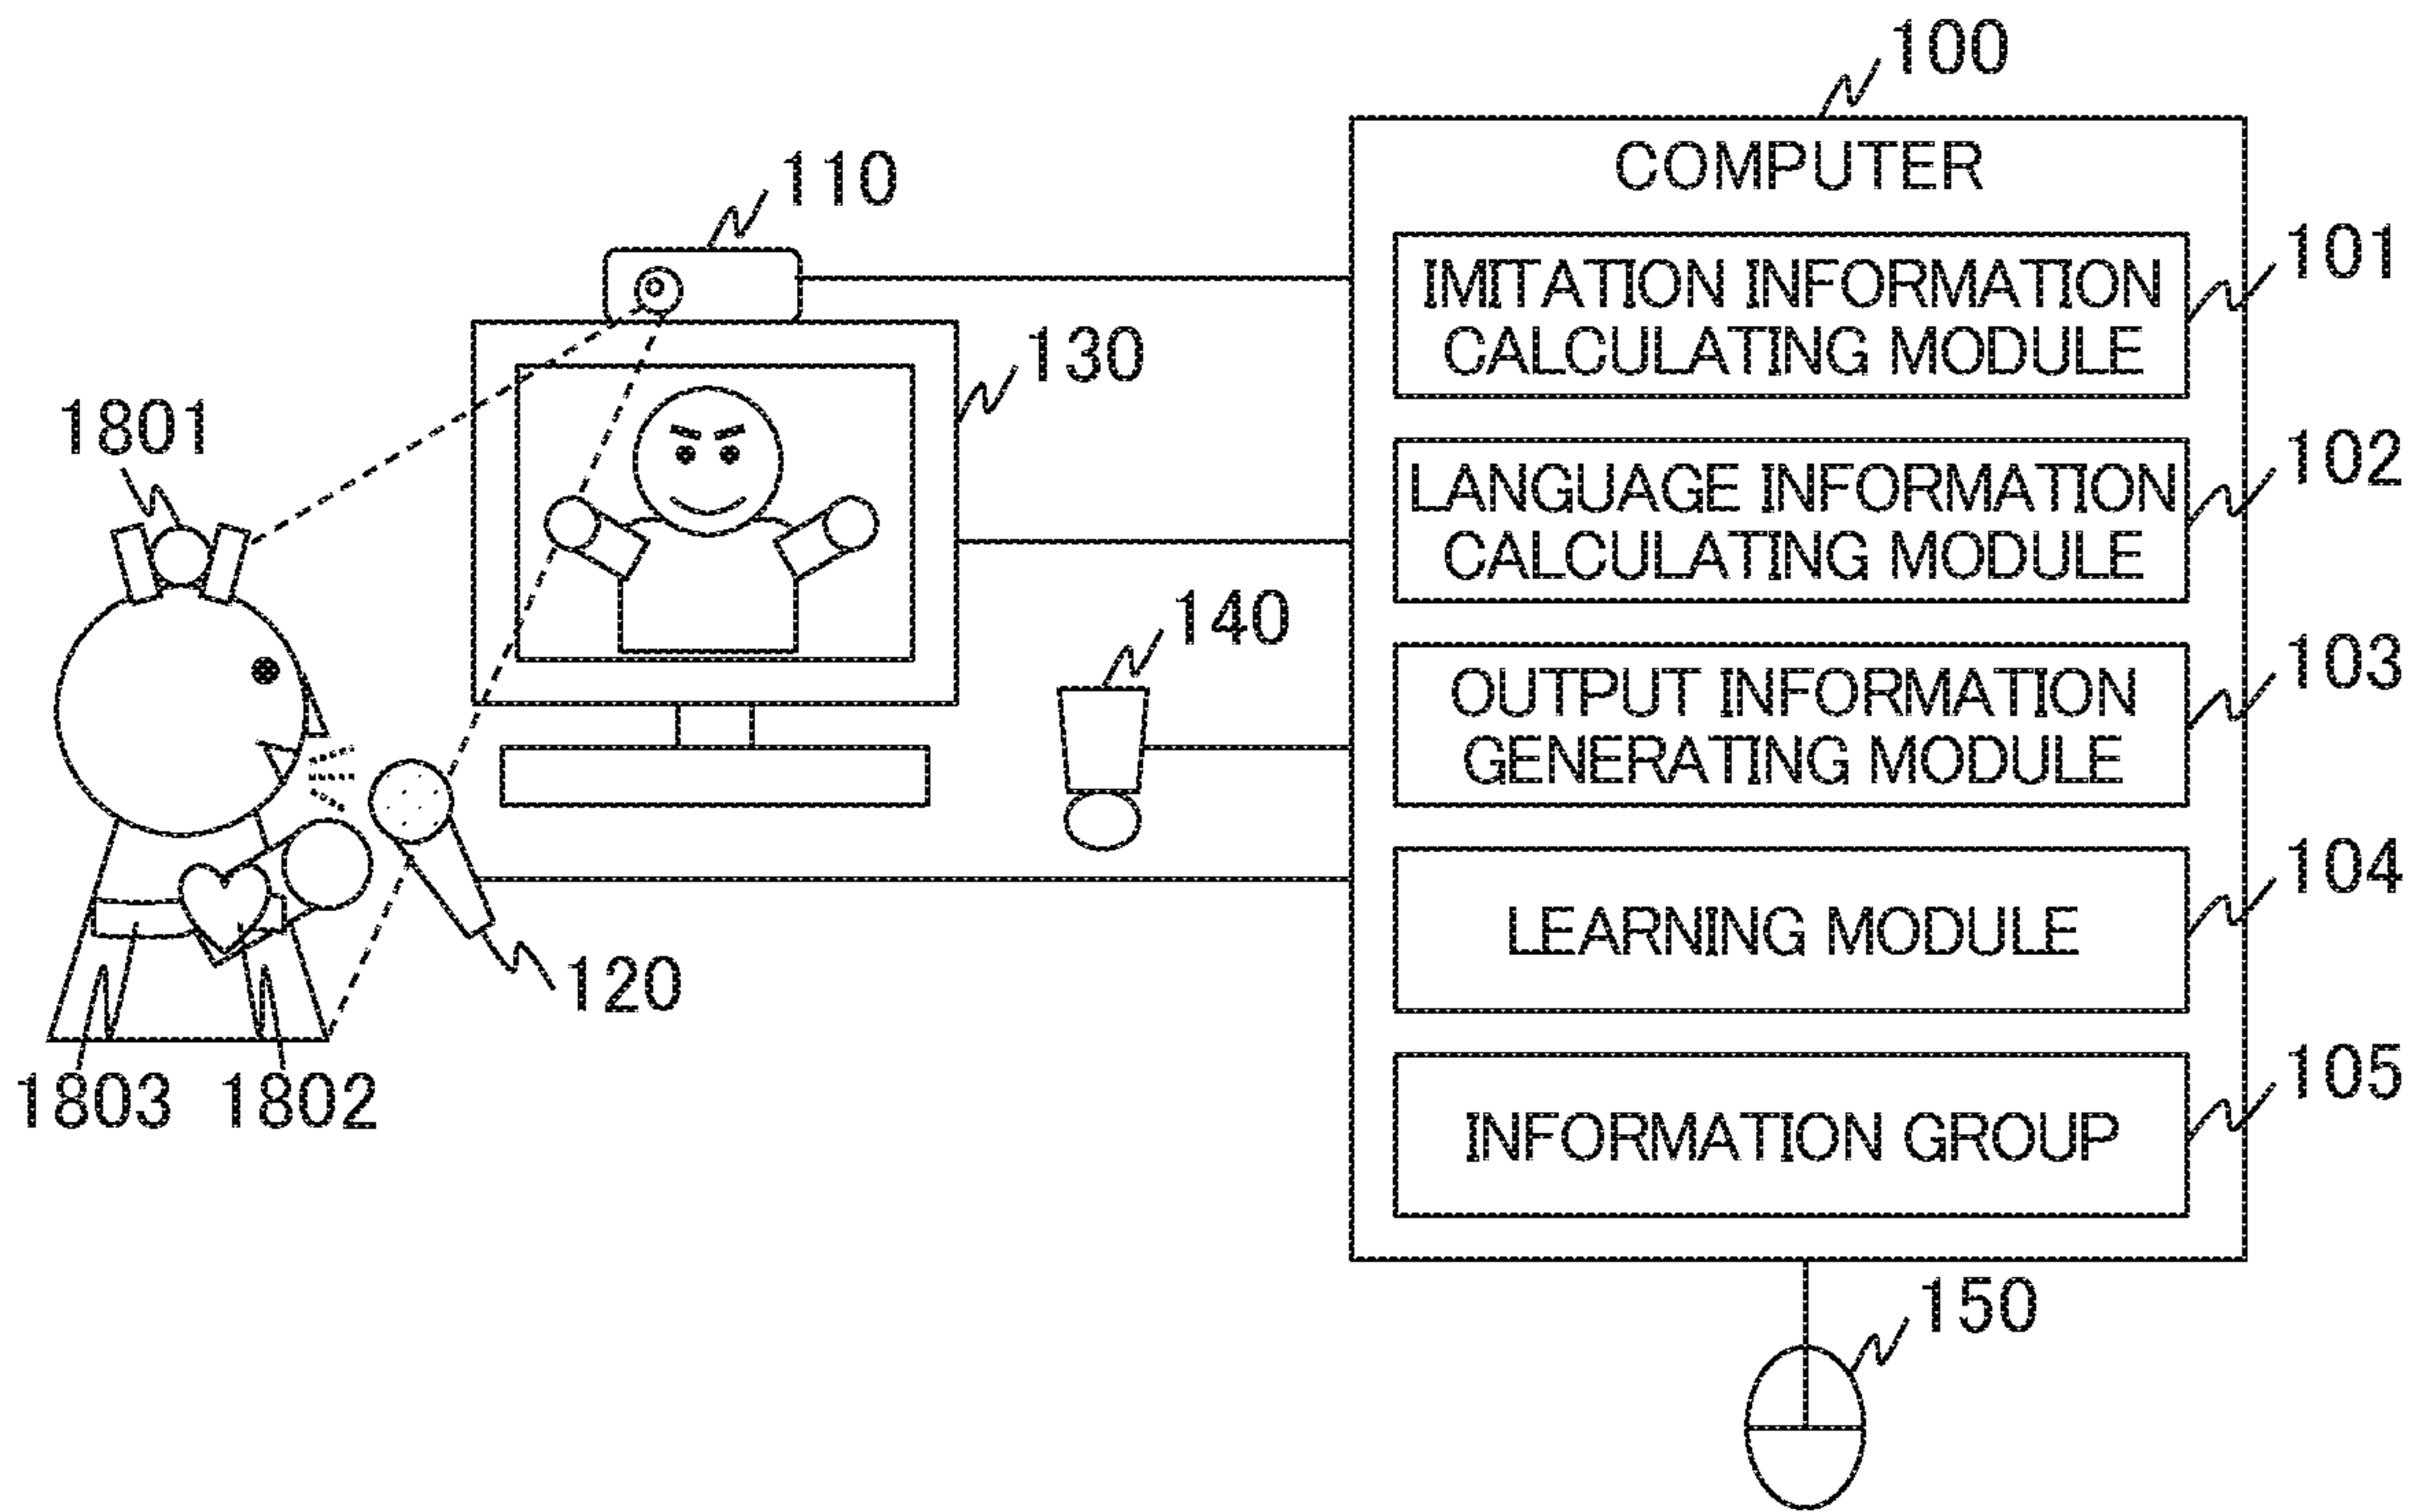 100
COMPUTER
110
101
IMITATION INFORMATION
CALCULATING MODULE
130
1801
102
LANGUAGE INFORMATION
CALCULATING MODULE
140
103
OUTPUT INFORMATION
GENERATING MODULE
104
LEARNING MODULE
120
105
1803
1802
INFORMATION GROUP
150